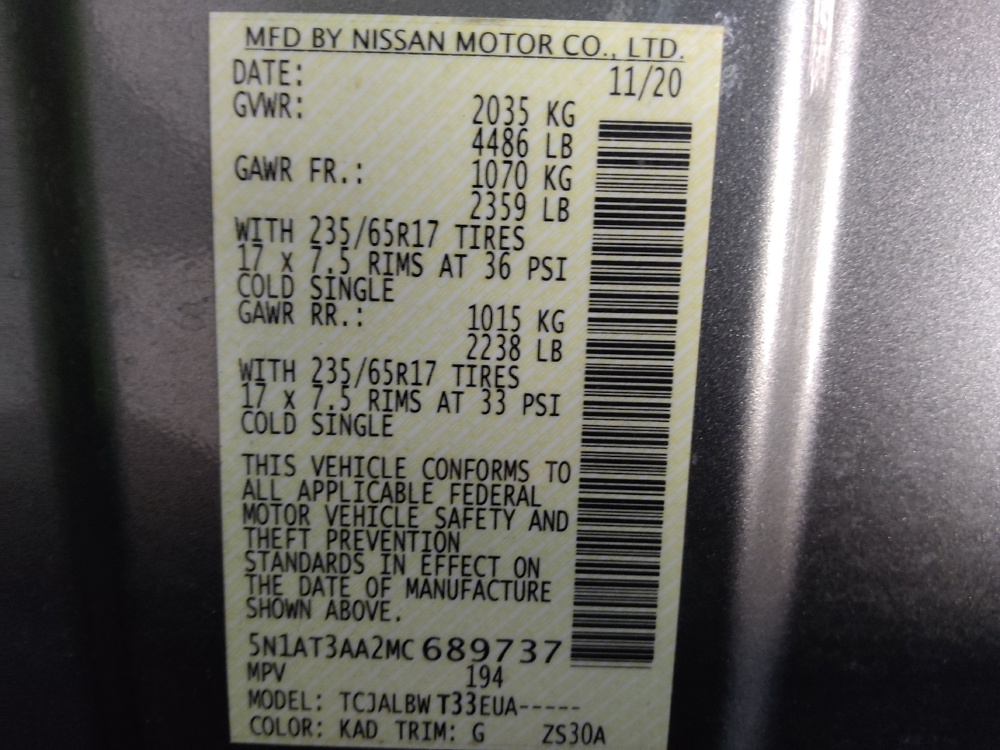 MFD BY NISSAN MOTOR CO., LTD.
DATE: 11/20
GVWR: 2035 KG
4486 LB
GAWR FR.: 1070 KG
2359 LB
WITH 235/65R17 TIRES
17 x 7.5 RIMS AT 36 PSI
COLD SINGLE
GAWR RR.: 1015 KG
2238 LB
WITH 235/65R17 TIRES
17 x 7.5 RIMS AT 33 PSI
COLD SINGLE
THIS VEHICLE CONFORMS TO
ALL APPLICABLE FEDERAL
MOTOR VEHICLE SAFETY AND
THEFT PREVENTION
STANDARDS IN EFFECT ON
THE DATE OF MANUFACTURE
SHOWN ABOVE.
5N1AT3AA2MC689737
MPV 194
MODEL: TCJALBWT33EUA-----
COLOR: KAD TRIM: G ZS30A